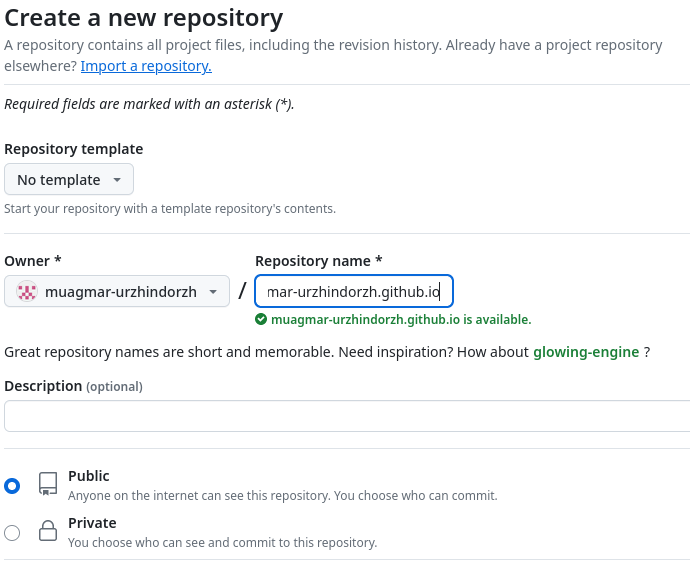 Create a new repository
A repository contains all project files, including the revision history. Already have a project repository
elsewhere? Import a repository.
Required fields are marked with an asterisk (*).
Repository template
No template
Start your repository with a template repository's contents.
Owner *
Repository name *
muagmar-urzhindorzh
/
mar-urzhindorzh.github.io
muagmar-urzhindorzh.github.io is available.
Great repository names are short and memorable. Need inspiration? How about glowing-engine ?
Description (optional)
Public
Anyone on the internet can see this repository. You choose who can commit.
Private
You choose who can see and commit to this repository.